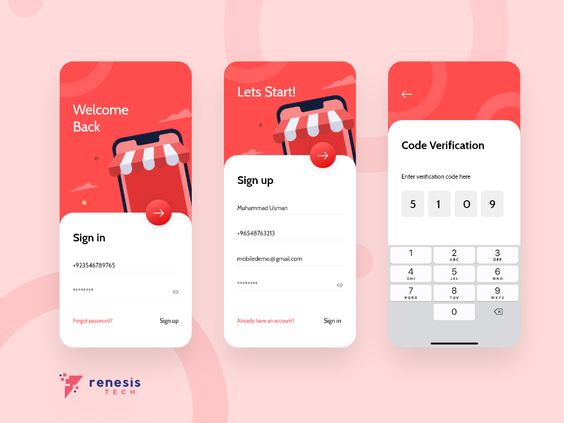 Welcome
Back
Sign in
+923546789765
********
Forgot password?
Sign up
Lets Start!
Sign up
Muhammad Usman
+96548763213
mobiledemo@gmail.com
********
Already have an account?
Sign in
Code Verification
Enter verification code here
5 1 0 9
1 2 3
ABC DEF
4 5 6
GHI JKL MNO
7 8 9
PQRS TUV WXYZ
0
renesis
TECH